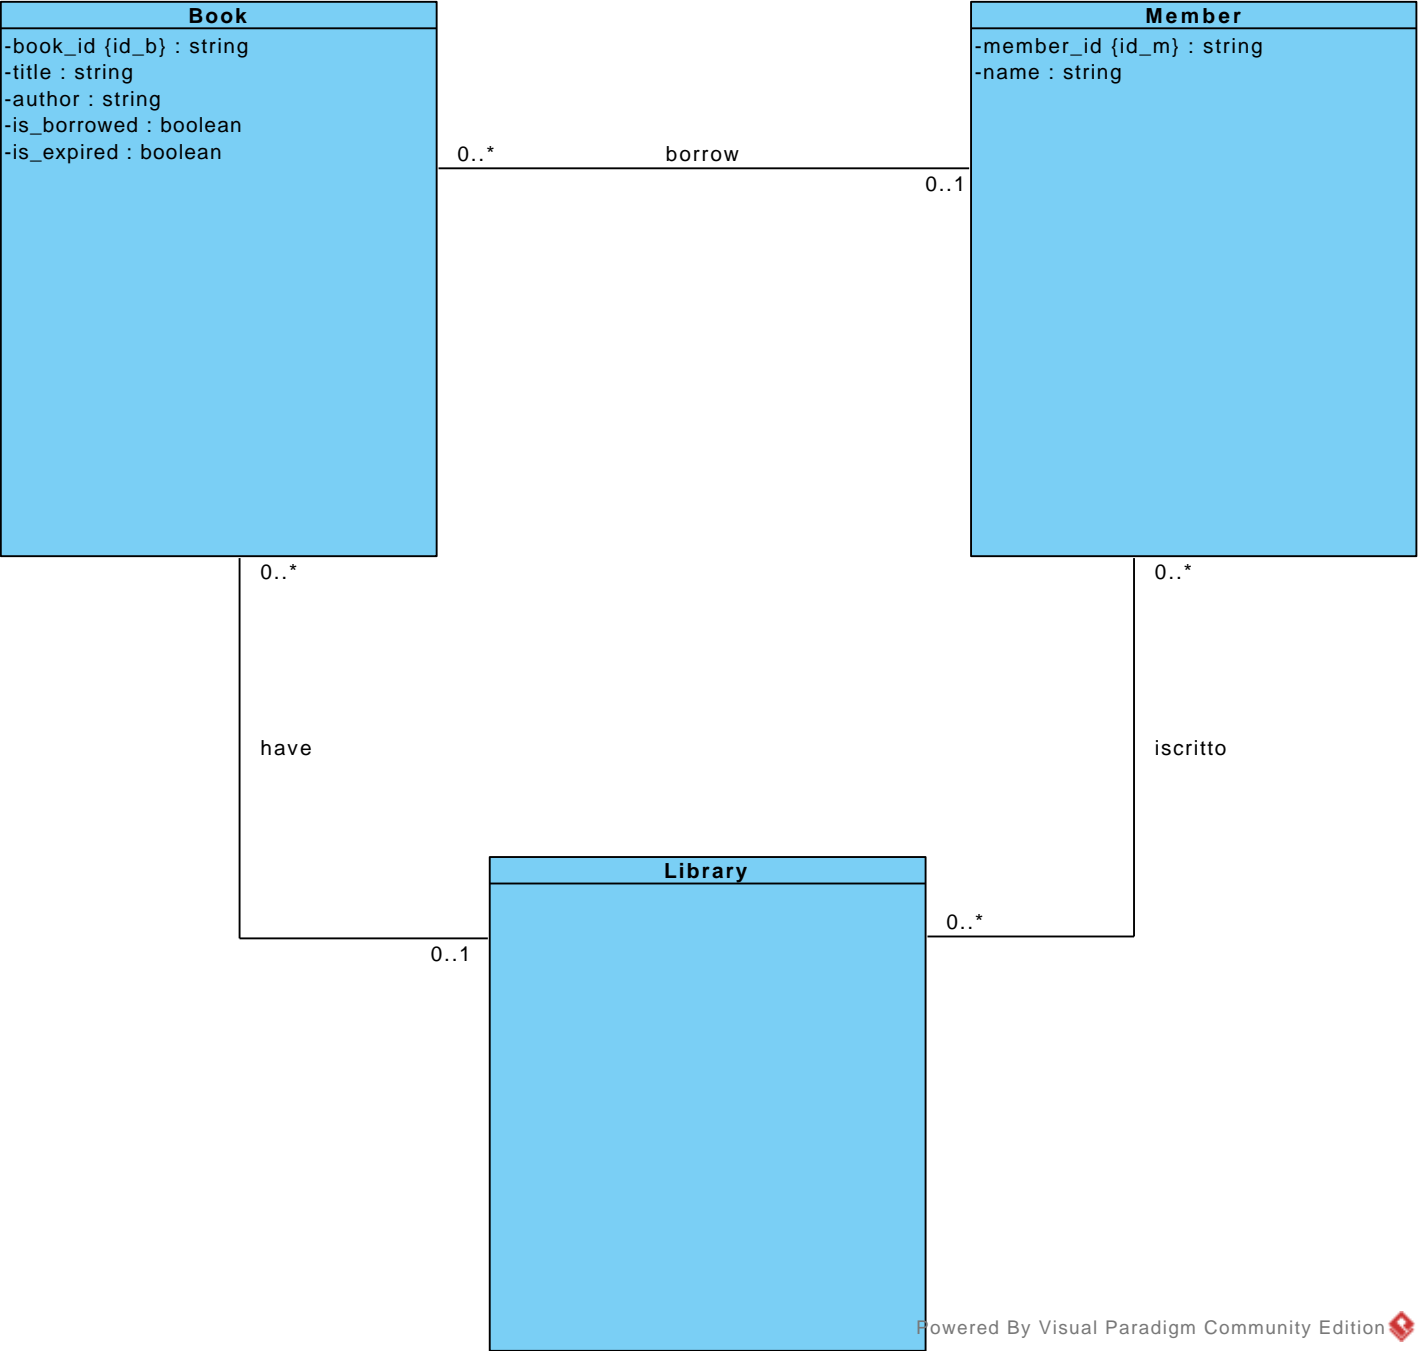 Book
-book_id {id_b} : string
-title : string
-author : string
-is_borrowed : boolean
-is_expired : boolean
Member
-member_id {id_m} : string
-name : string
0..*
borrow
0..1
0..*
0..*
have
iscritto
Library
0..*
0..1
Powered By Visual Paradigm Community Edition